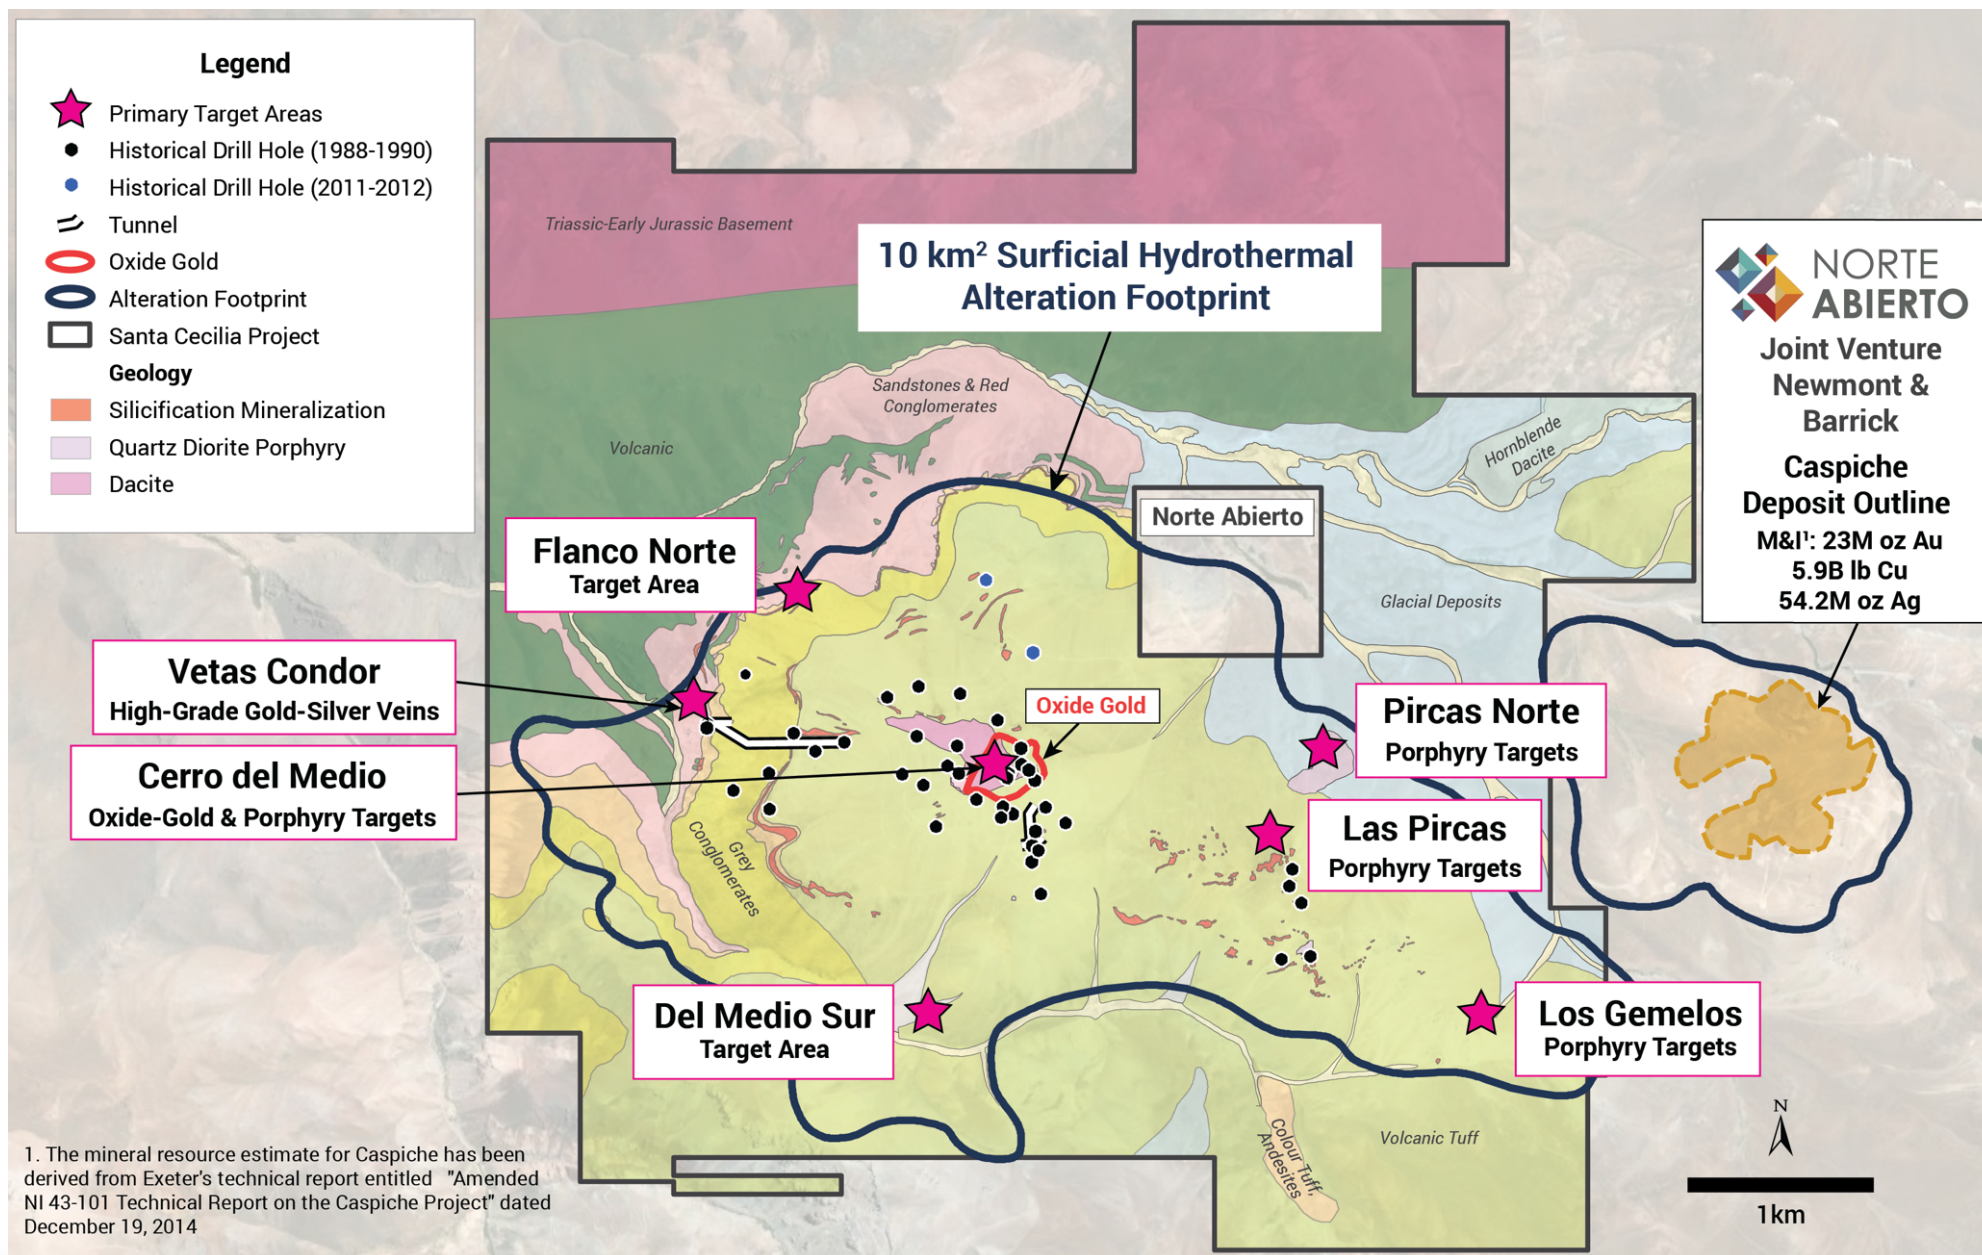 Legend
Primary Target Areas
Historical Drill Hole (1988-1990)
Historical Drill Hole (2011-2012)
Tunnel
Oxide Gold
Alteration Footprint
Santa Cecilia Project
Geology
Silicification Mineralization
Quartz Diorite Porphyry
Dacite
Triassic-Early Jurassic Basement
10 km² Surficial Hydrothermal
Alteration Footprint
Sandstones & Red
Conglomerates
Volcanic
Hornblende
Dacite
Norte Abierto
Glacial Deposits
NORTE
ABIERTO
Joint Venture
Newmont &
Barrick
Caspiche
Deposit Outline
M&I¹: 23M oz Au
5.9B lb Cu
54.2M oz Ag
Flanco Norte
Target Area
Vetas Condor
High-Grade Gold-Silver Veins
Cerro del Medio
Oxide-Gold & Porphyry Targets
Oxide Gold
Pircas Norte
Porphyry Targets
Las Pircas
Porphyry Targets
Grey
Conglomerates
Del Medio Sur
Target Area
Los Gemelos
Porphyry Targets
Colour Tuff,
Andesites
Volcanic Tuff
N
1km
1. The mineral resource estimate for Caspiche has been
derived from Exeter's technical report entitled "Amended
NI 43-101 Technical Report on the Caspiche Project" dated
December 19, 2014